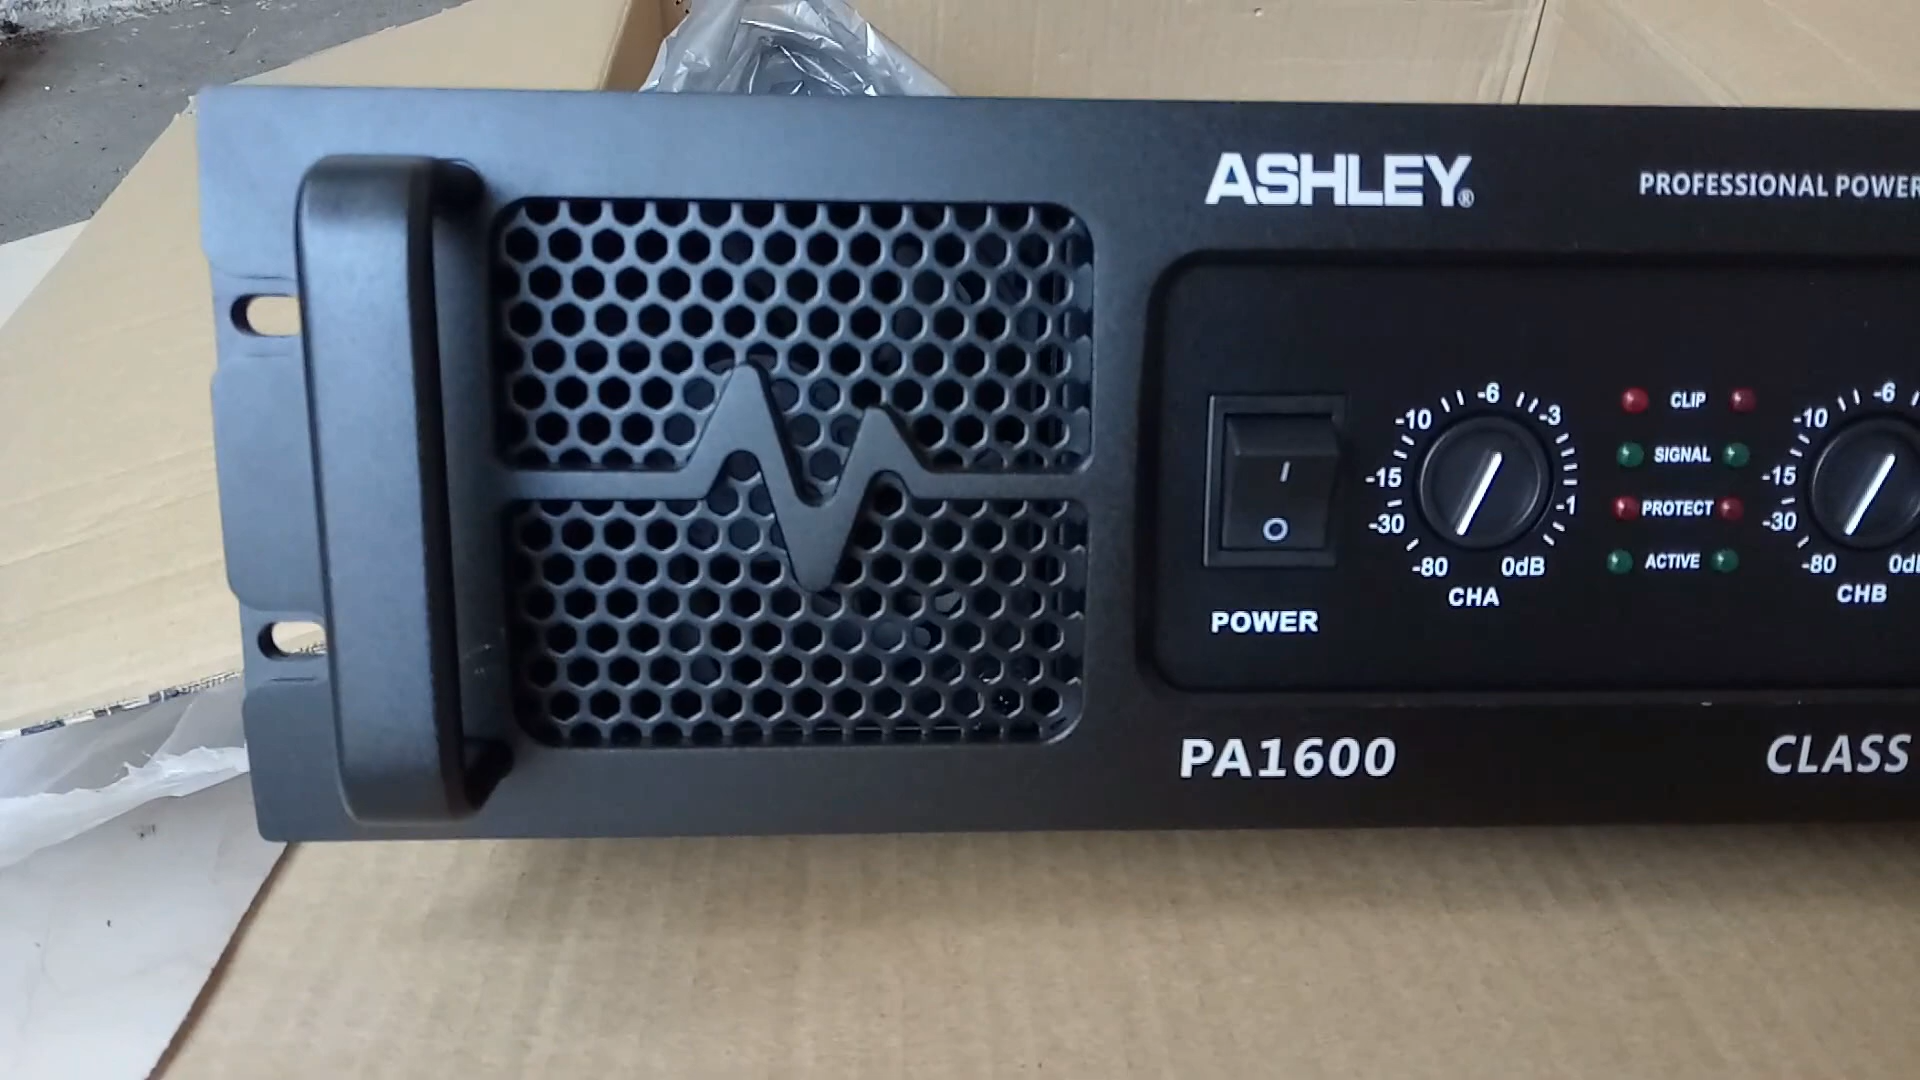 ASHLEY®
PROFESSIONAL POWER
-6
-10
-3
-15
-1
-30
-80
0dB
CHA
CLIP
SIGNAL
PROTECT
ACTIVE
-6
-10
-15
-30
-80
0d
CHB
POWER
PA1600
CLASS